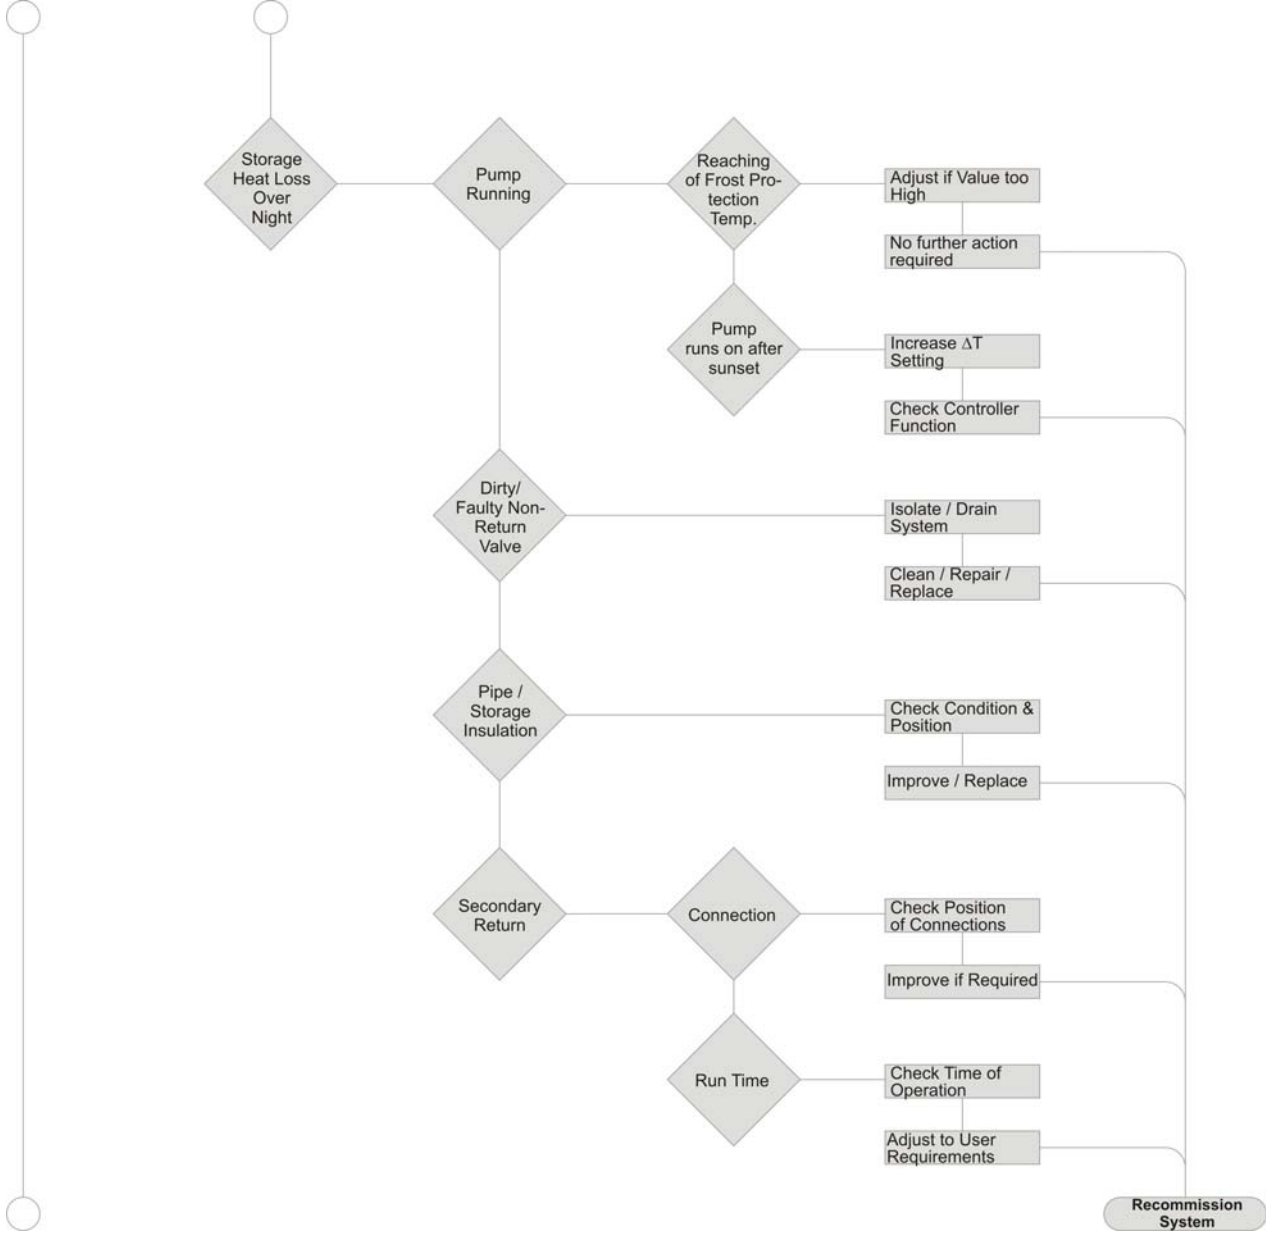 Storage
Heat Loss
Over
Night
Pump
Running
Reaching
of Frost Pro-
tection
Temp.
Adjust if Value too
High
No further action
required
Pump
runs on after
sunset
Increase ΔT
Setting
Check Controller
Function
Dirty/
Faulty Non-
Return
Valve
Isolate / Drain
System
Clean / Repair /
Replace
Pipe /
Storage
Insulation
Check Condition &
Position
Improve / Replace
Secondary
Return
Connection
Check Position
of Connections
Improve if Required
Run Time
Check Time of
Operation
Adjust to User
Requirements
Recommission
System